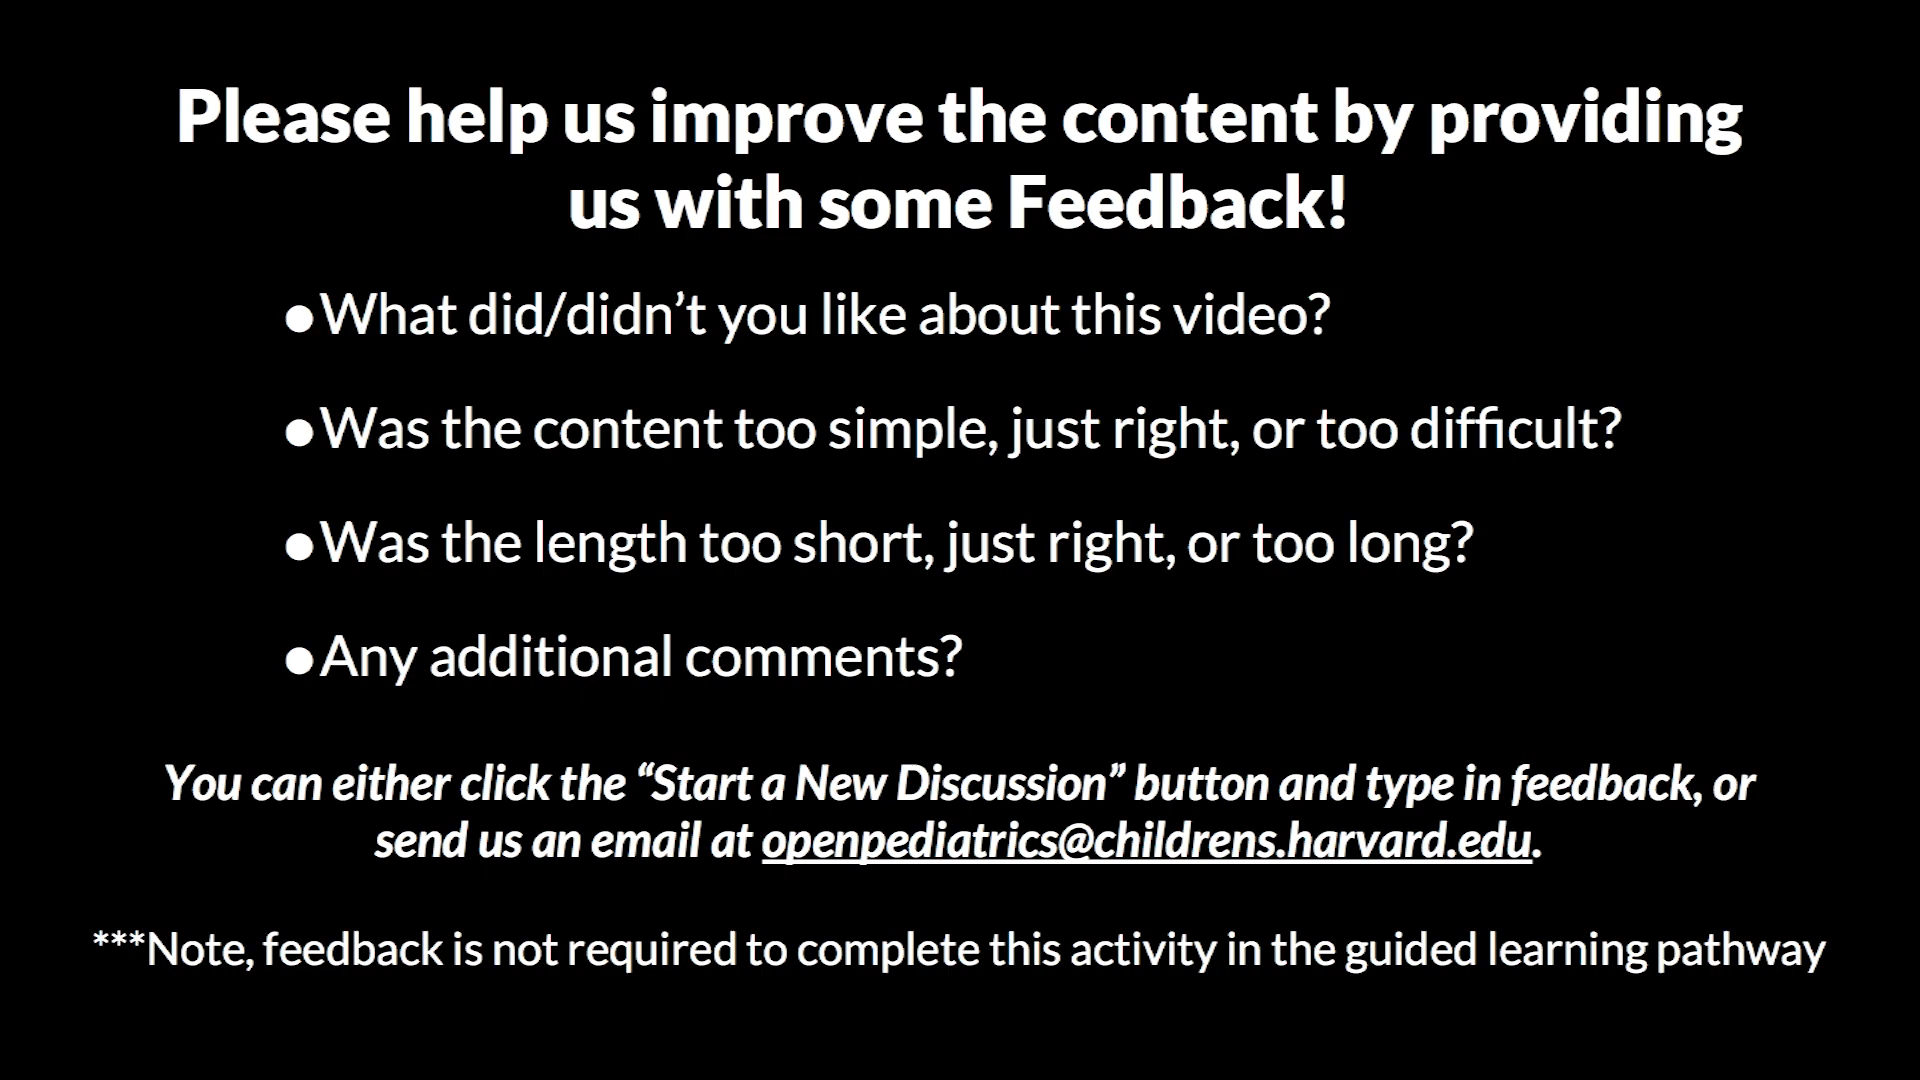 Please help us improve the content by providing
us with some Feedback!
●What did/didn’t you like about this video?
●Was the content too simple, just right, or too difficult?
●Was the length too short, just right, or too long?
●Any additional comments?
You can either click the “Start a New Discussion” button and type in feedback, or
send us an email at openpediatrics@childrens.harvard.edu.
***Note, feedback is not required to complete this activity in the guided learning pathway